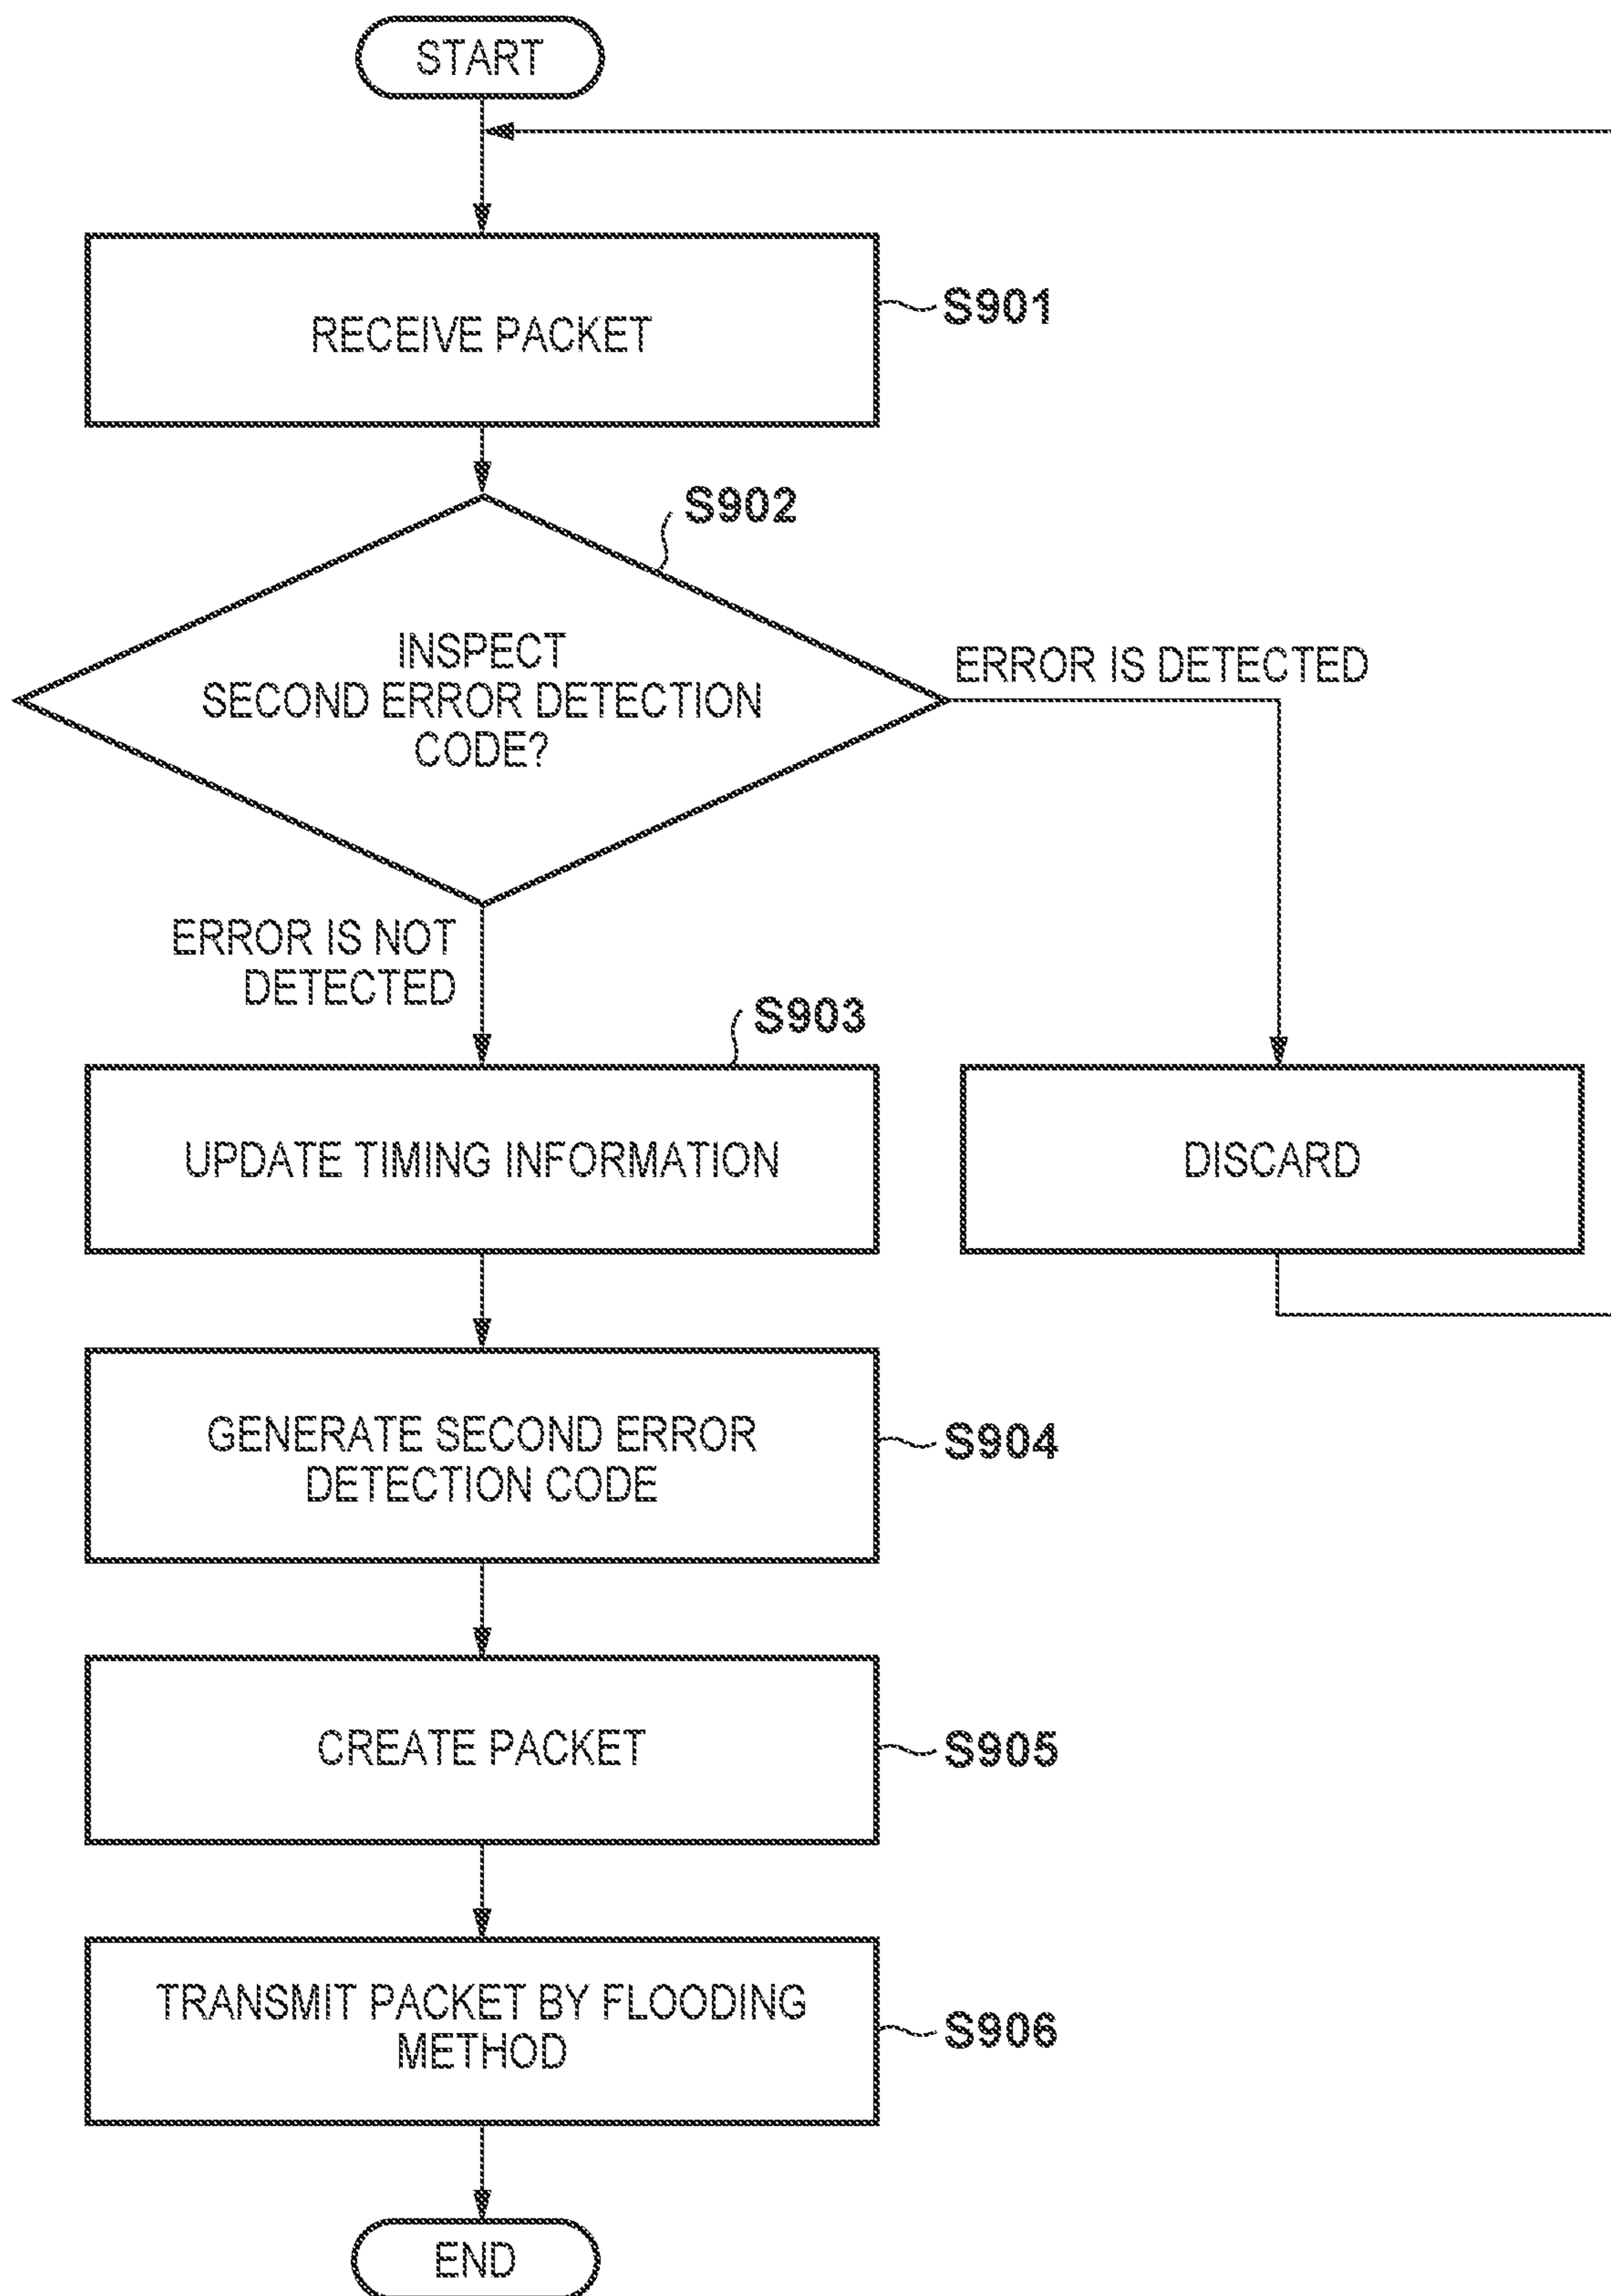 START
RECEIVE PACKET
S901
S902
INSPECT
SECOND ERROR DETECTION
CODE?
ERROR IS DETECTED
ERROR IS NOT
DETECTED
S903
UPDATE TIMING INFORMATION
DISCARD
GENERATE SECOND ERROR
DETECTION CODE
S904
CREATE PACKET
S905
TRANSMIT PACKET BY FLOODING
METHOD
S906
END